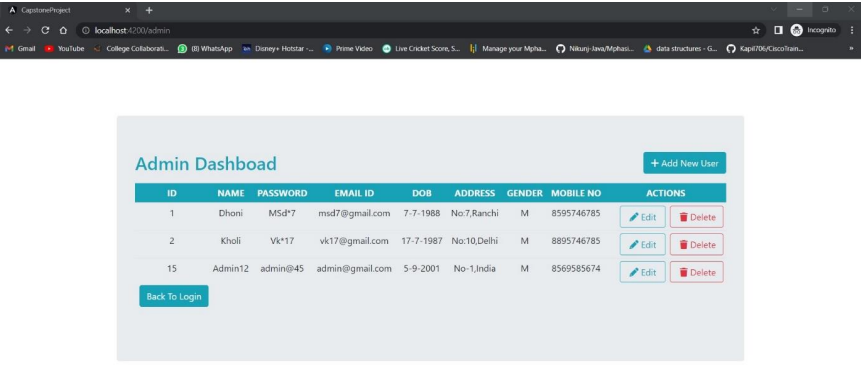 CapstoneProject
localhost:4200/admin
Incognito
Gmail YouTube College Collaborati... (8) WhatsApp Disney+ Hotstar -... Prime Video Live Cricket Score, S... Manage your Mpha... Nikunj-Java/Mphasi... data structures - G... Kapil706/CiscoTrain...
Admin Dashboad
+ Add New User
ID NAME PASSWORD EMAIL ID DOB ADDRESS GENDER MOBILE NO ACTIONS
1 Dhoni MSd*7 msd7@gmail.com 7-7-1988 No:7,Ranchi M 8595746785 Edit Delete
2 Kholi Vk*17 vk17@gmail.com 17-7-1987 No:10,Delhi M 8895746785 Edit Delete
15 Admin12 admin@45 admin@gmail.com 5-9-2001 No-1,India M 8569585674 Edit Delete
Back To Login